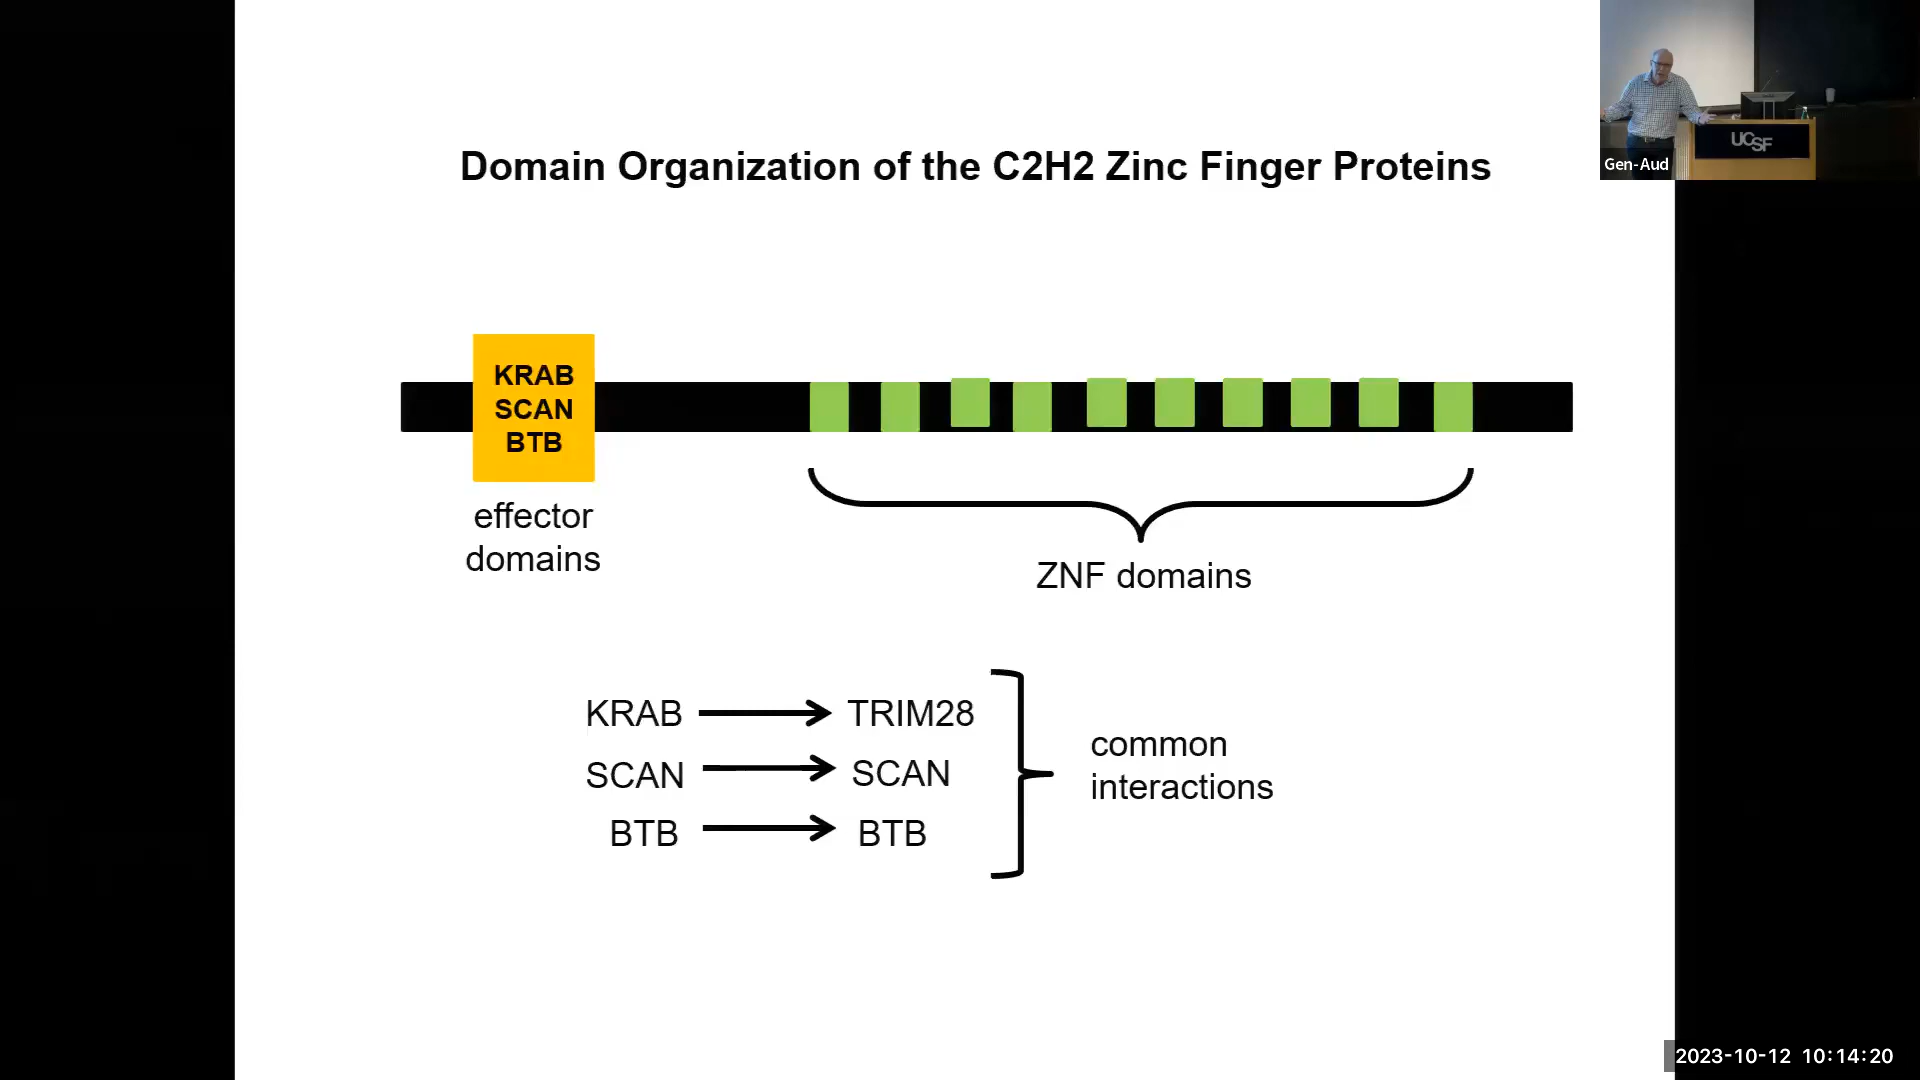 Domain Organization of the C2H2 Zinc Finger Proteins
UCSF
Gen-Aud
KRAB
SCAN
BTB
effector
domains
ZNF domains
KRAB
TRIM28
SCAN
SCAN
BTB
BTB
common
interactions
2023-10-12 10:14:20